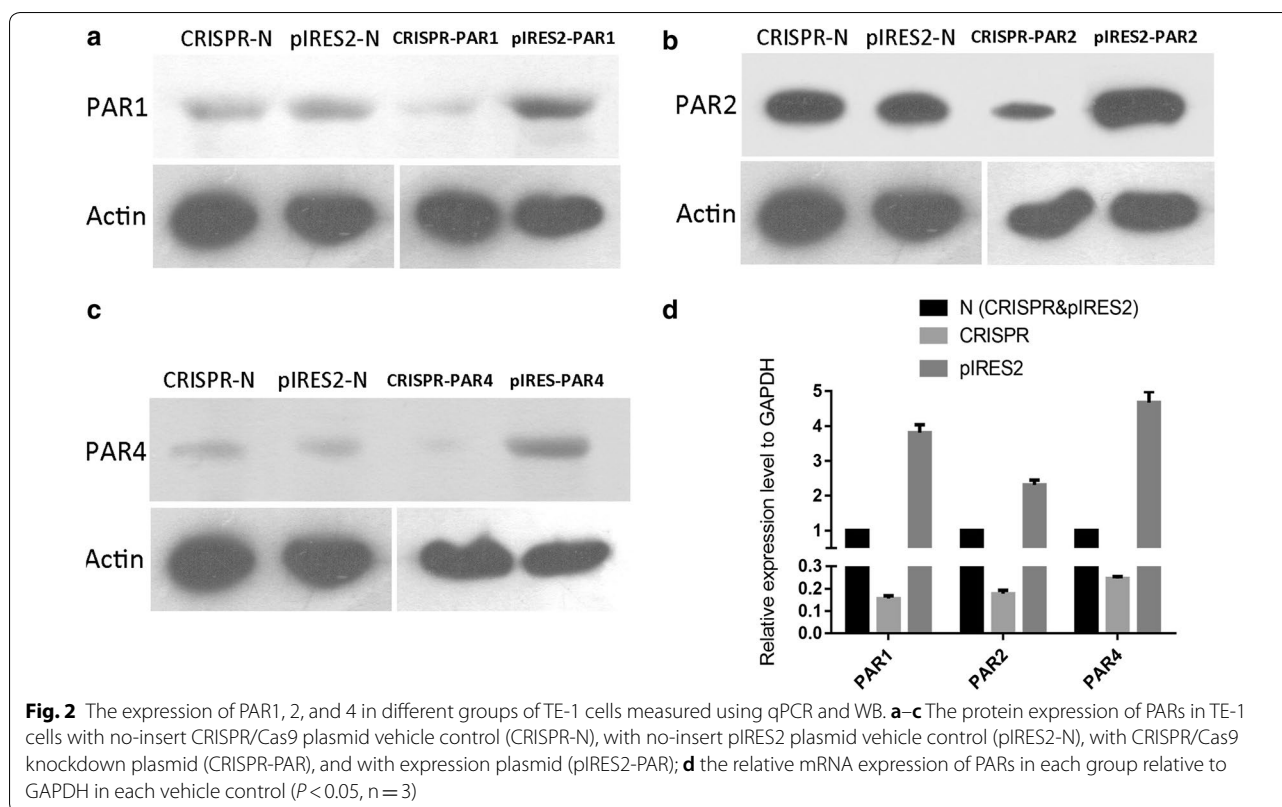 a
CRISPR-N pIRES2-N CRISPR-PAR1 pIRES2-PAR1
PAR1
Actin
b
CRISPR-N pIRES2-N CRISPR-PAR2 pIRES2-PAR2
PAR2
Actin
c
CRISPR-N pIRES2-N CRISPR-PAR4 pIRES-PAR4
PAR4
Actin
d
N (CRISPR&pIRES2)
CRISPR
pIRES2
Relative expression level to GAPDH
5
4
3
2
1
0.3
0.2
0.1
0.0
PAR1 PAR2 PAR4
Fig. 2 The expression of PAR1, 2, and 4 in different groups of TE-1 cells measured using qPCR and WB. a–c The protein expression of PARs in TE-1
cells with no-insert CRISPR/Cas9 plasmid vehicle control (CRISPR-N), with no-insert pIRES2 plasmid vehicle control (pIRES2-N), with CRISPR/Cas9
knockdown plasmid (CRISPR-PAR), and with expression plasmid (pIRES2-PAR); d the relative mRNA expression of PARs in each group relative to
GAPDH in each vehicle control (P < 0.05, n = 3)